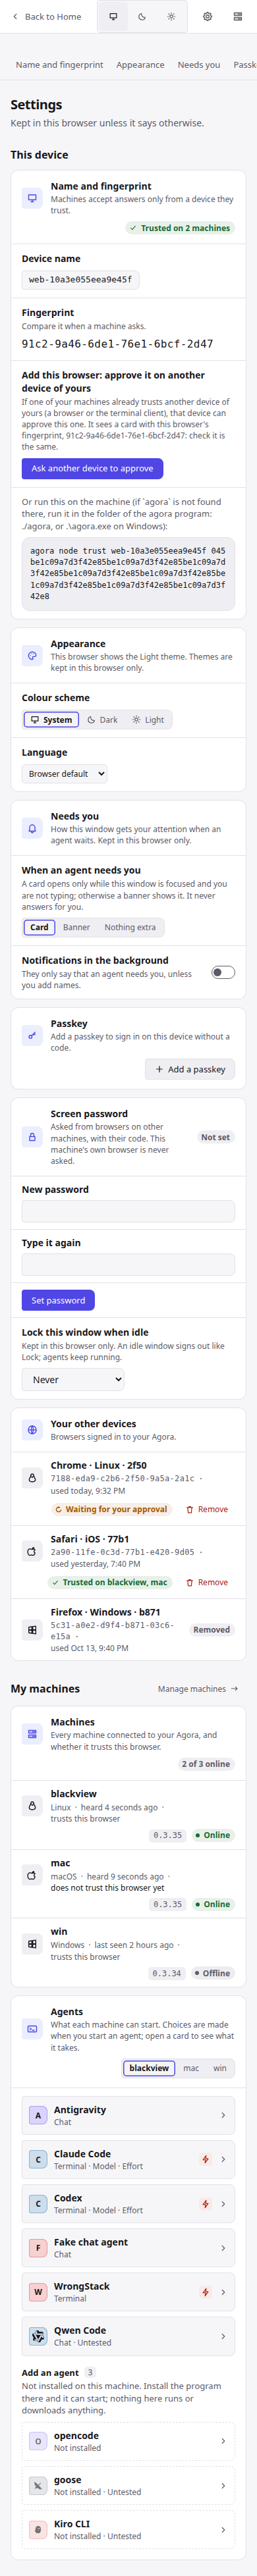 Back to Home
Name and fingerprint Appearance Needs you Passk
Settings
Kept in this browser unless it says otherwise.
This device
Name and fingerprint
Machines accept answers only from a device they
trust.
Trusted on 2 machines
Device name
web-10a3e055eea9e45f
Fingerprint
Compare it when a machine asks.
91c2-9a46-6de1-76e1-6bcf-2d47
Add this browser: approve it on another
device of yours
If one of your machines already trusts another device of
yours (a browser or the terminal client), that device can
approve this one. It sees a card with this browser's
fingerprint, 91c2-9a46-6de1-76e1-6bcf-2d47: check it is
the same.
Ask another device to approve
Or run this on the machine (if `agora` is not found
there, run it in the folder of the agora program:
./agora, or .\agora.exe on Windows):
agora node trust web-10a3e055eea9e45f 045
be1c09a7d3f42e85be1c09a7d3f42e85be1c09a7d
3f42e85be1c09a7d3f42e85be1c09a7d3f42e85be
1c09a7d3f42e85be1c09a7d3f42e85be1c09a7d3f
42e8
Appearance
This browser shows the Light theme. Themes are
kept in this browser only.
Colour scheme
System Dark Light
Language
Browser default
Needs you
How this window gets your attention when an
agent waits. Kept in this browser only.
When an agent needs you
A card opens only while this window is focused and you
are not typing; otherwise a banner shows it. It never
answers for you.
Card Banner Nothing extra
Notifications in the background
They only say that an agent needs you, unless
you add names.
Passkey
Add a passkey to sign in on this device without a
code.
Add a passkey
Screen password
Asked from browsers on other
machines, with their code. This
machine's own browser is never
asked.
Not set
New password
Type it again
Set password
Lock this window when idle
Kept in this browser only. An idle window signs out like
Lock; agents keep running.
Never
Your other devices
Browsers signed in to your Agora.
Chrome · Linux · 2f50
7188-eda9-c2b6-2f50-9a5a-2a1c ·
used today, 9:32 PM
Waiting for your approval Remove
Safari · iOS · 77b1
2a90-11fe-0c3d-77b1-e420-9d05 ·
used yesterday, 7:40 PM
Trusted on blackview, mac Remove
Firefox · Windows · b871
5c31-a0e2-d9f4-b871-03c6-
e15a ·
used Oct 13, 9:40 PM
Removed
My machines
Manage machines
Machines
Every machine connected to your Agora, and
whether it trusts this browser.
2 of 3 online
blackview
Linux · heard 4 seconds ago ·
trusts this browser
0.3.35 Online
mac
macOS · heard 9 seconds ago ·
does not trust this browser yet
0.3.35 Online
win
Windows · last seen 2 hours ago ·
trusts this browser
0.3.34 Offline
Agents
What each machine can start. Choices are made
when you start an agent; open a card to see what
it takes.
blackview mac win
A
Antigravity
Chat
C
Claude Code
Terminal · Model · Effort
C
Codex
Terminal · Model · Effort
F
Fake chat agent
Chat
W
WrongStack
Terminal
Qwen Code
Chat · Untested
Add an agent 3
Not installed on this machine. Install the program
there and it can start; nothing here runs or
downloads anything.
O
opencode
Not installed
goose
Not installed · Untested
Kiro CLI
Not installed · Untested